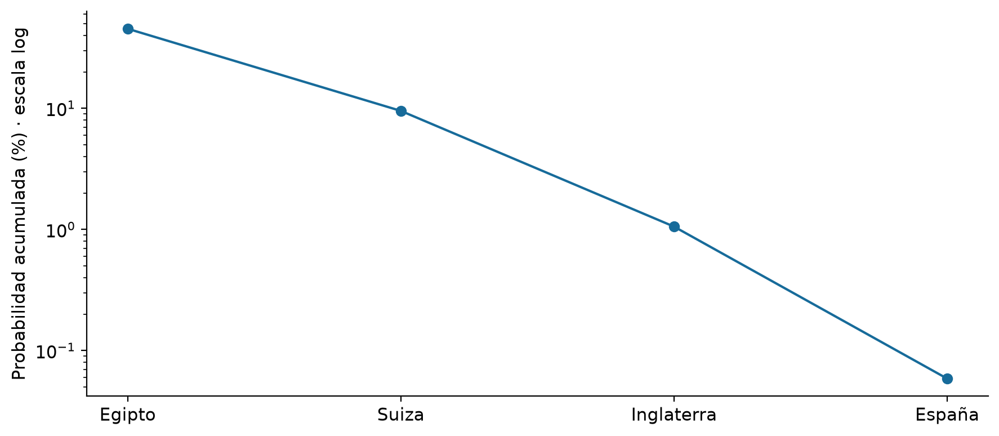 Probabilidad acumulada (%) · escala log
10¹
10⁰
10⁻¹
Egipto
Suiza
Inglaterra
España